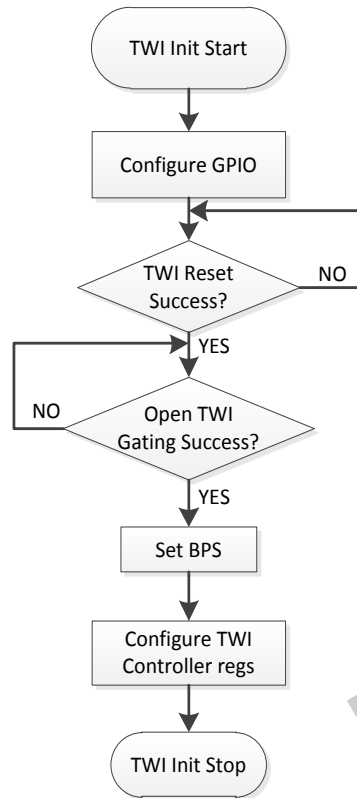 TWI Init Start
Configure GPIO
TWI Reset
Success?
NO
YES
NO
Open TWI
Gating Success?
YES
Set BPS
Configure TWI
Controller regs
TWI Init Stop